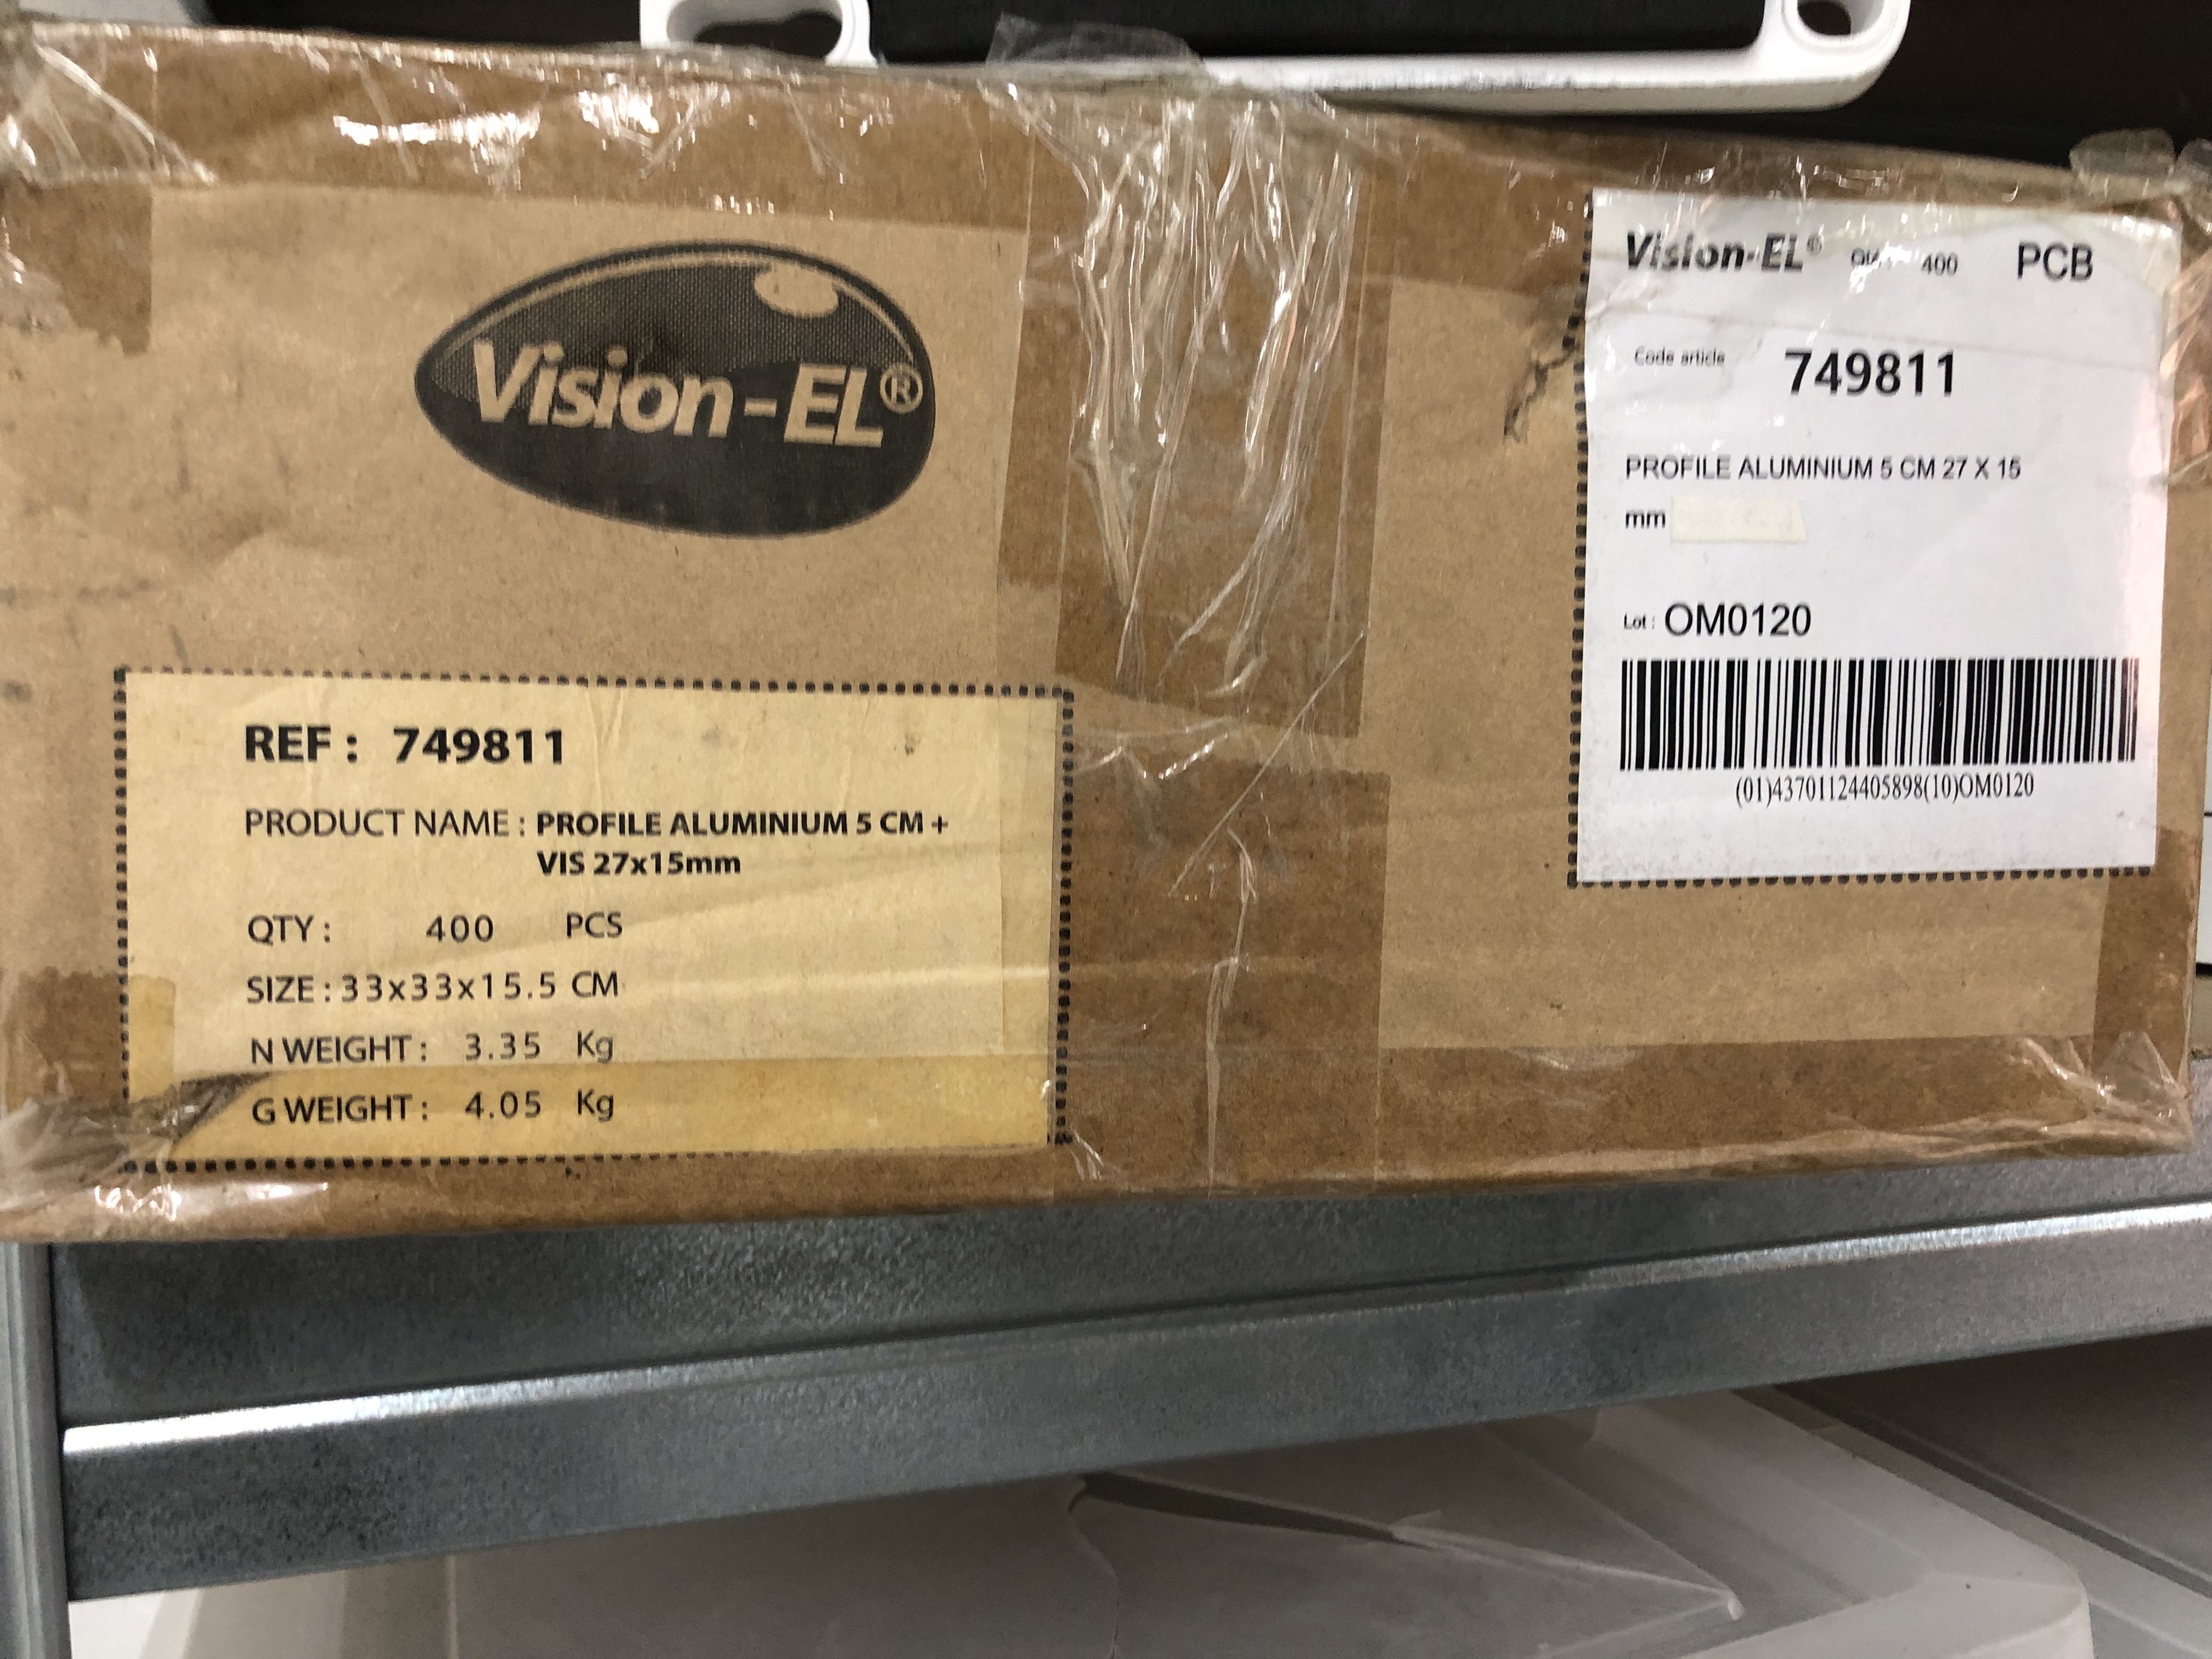 Vision-EL®
REF : 749811
PRODUCT NAME : PROFILE ALUMINIUM 5 CM +
VIS 27x15mm
QTY : 400 PCS
SIZE : 33x33x15.5 CM
N WEIGHT : 3.35 Kg
G WEIGHT : 4.05 Kg
Vision-EL® 400 PCB
Code article 749811
PROFILE ALUMINIUM 5 CM 27 X 15
mm
Lot : OM0120
(01)43701124405898(10)OM0120